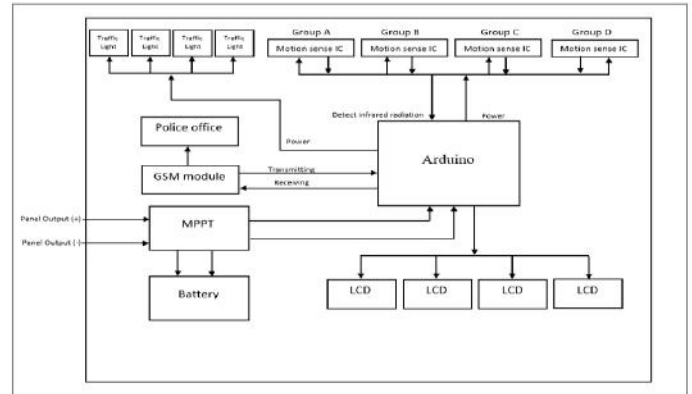 Group A
Group B
Group C
Group D
Traffic
Light
Traffic
Light
Traffic
Light
Traffic
Light
Motion sense IC
Motion sense IC
Motion sense IC
Motion sense IC
Detect infrared radiation
Power
Power
Police office
Arduino
GSM module
Transmitting
Receiving
Panel Output (+)
MPPT
Panel Output (-)
Battery
LCD
LCD
LCD
LCD